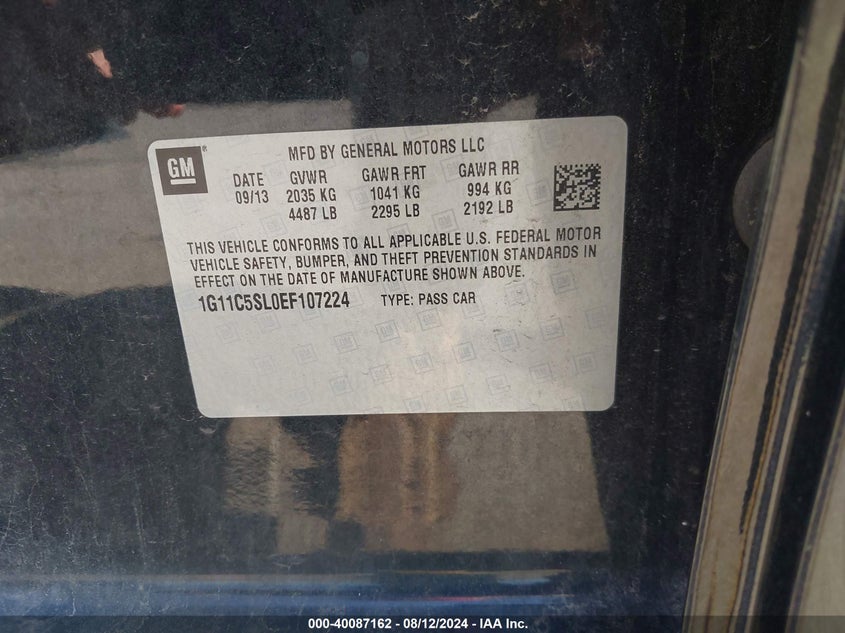 GM
MFD BY GENERAL MOTORS LLC
DATE GVWR GAWR FRT GAWR RR
09/13 2035 KG 1041 KG 994 KG
4487 LB 2295 LB 2192 LB
THIS VEHICLE CONFORMS TO ALL APPLICABLE U.S. FEDERAL MOTOR
VEHICLE SAFETY, BUMPER, AND THEFT PREVENTION STANDARDS IN
EFFECT ON THE DATE OF MANUFACTURE SHOWN ABOVE.
1G11C5SL0EF107224 TYPE: PASS CAR
000-40087162 - 08/12/2024 - IAA Inc.